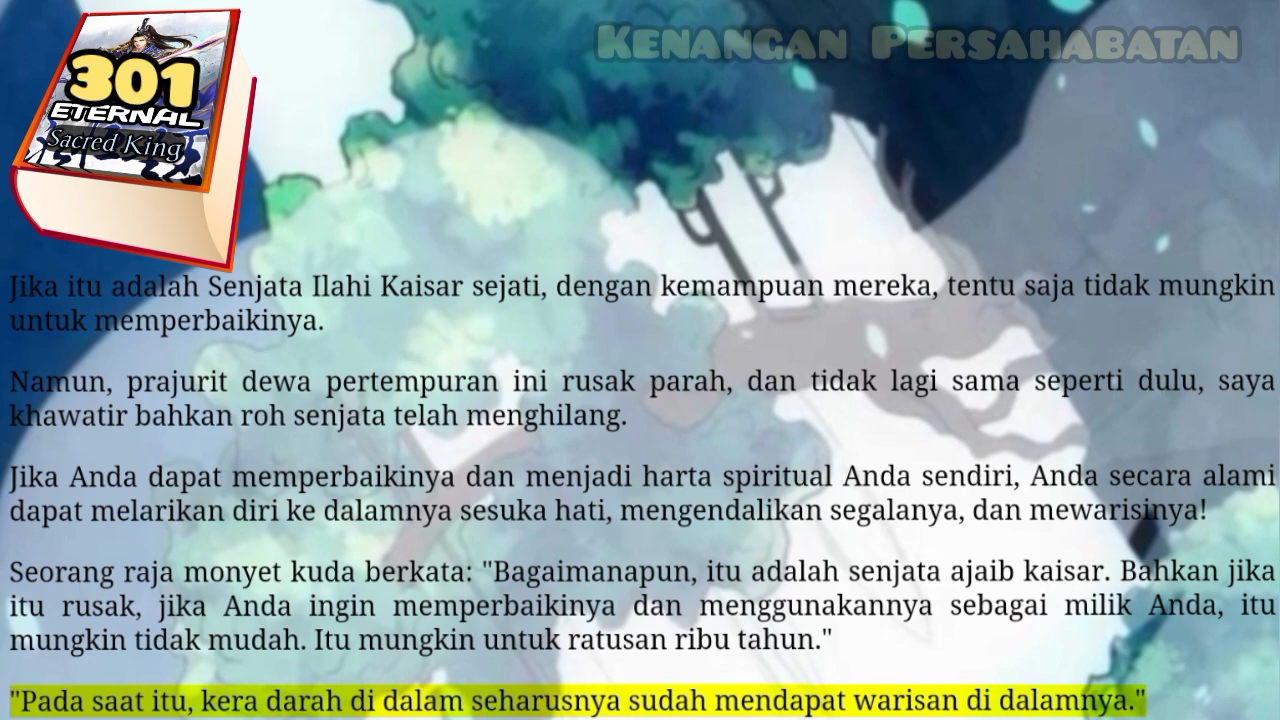 Kenangan Persahabatan
301
ETERNAL
Sacred King
Jika itu adalah Senjata Ilahi Kaisar sejati, dengan kemampuan mereka, tentu saja tidak mungkin
untuk memperbaikinya.
Namun, prajurit dewa pertempuran ini rusak parah, dan tidak lagi sama seperti dulu, saya
khawatir bahkan roh senjata telah menghilang.
Jika Anda dapat memperbaikinya dan menjadi harta spiritual Anda sendiri, Anda secara alami
dapat melarikan diri ke dalamnya sesuka hati, mengendalikan segalanya, dan mewarisinya!
Seorang raja monyet kuda berkata: "Bagaimanapun, itu adalah senjata ajaib kaisar. Bahkan jika
itu rusak, jika Anda ingin memperbaikinya dan menggunakannya sebagai milik Anda, itu
mungkin tidak mudah. Itu mungkin untuk ratusan ribu tahun."
"Pada saat itu, kera darah di dalam seharusnya sudah mendapat warisan di dalamnya."